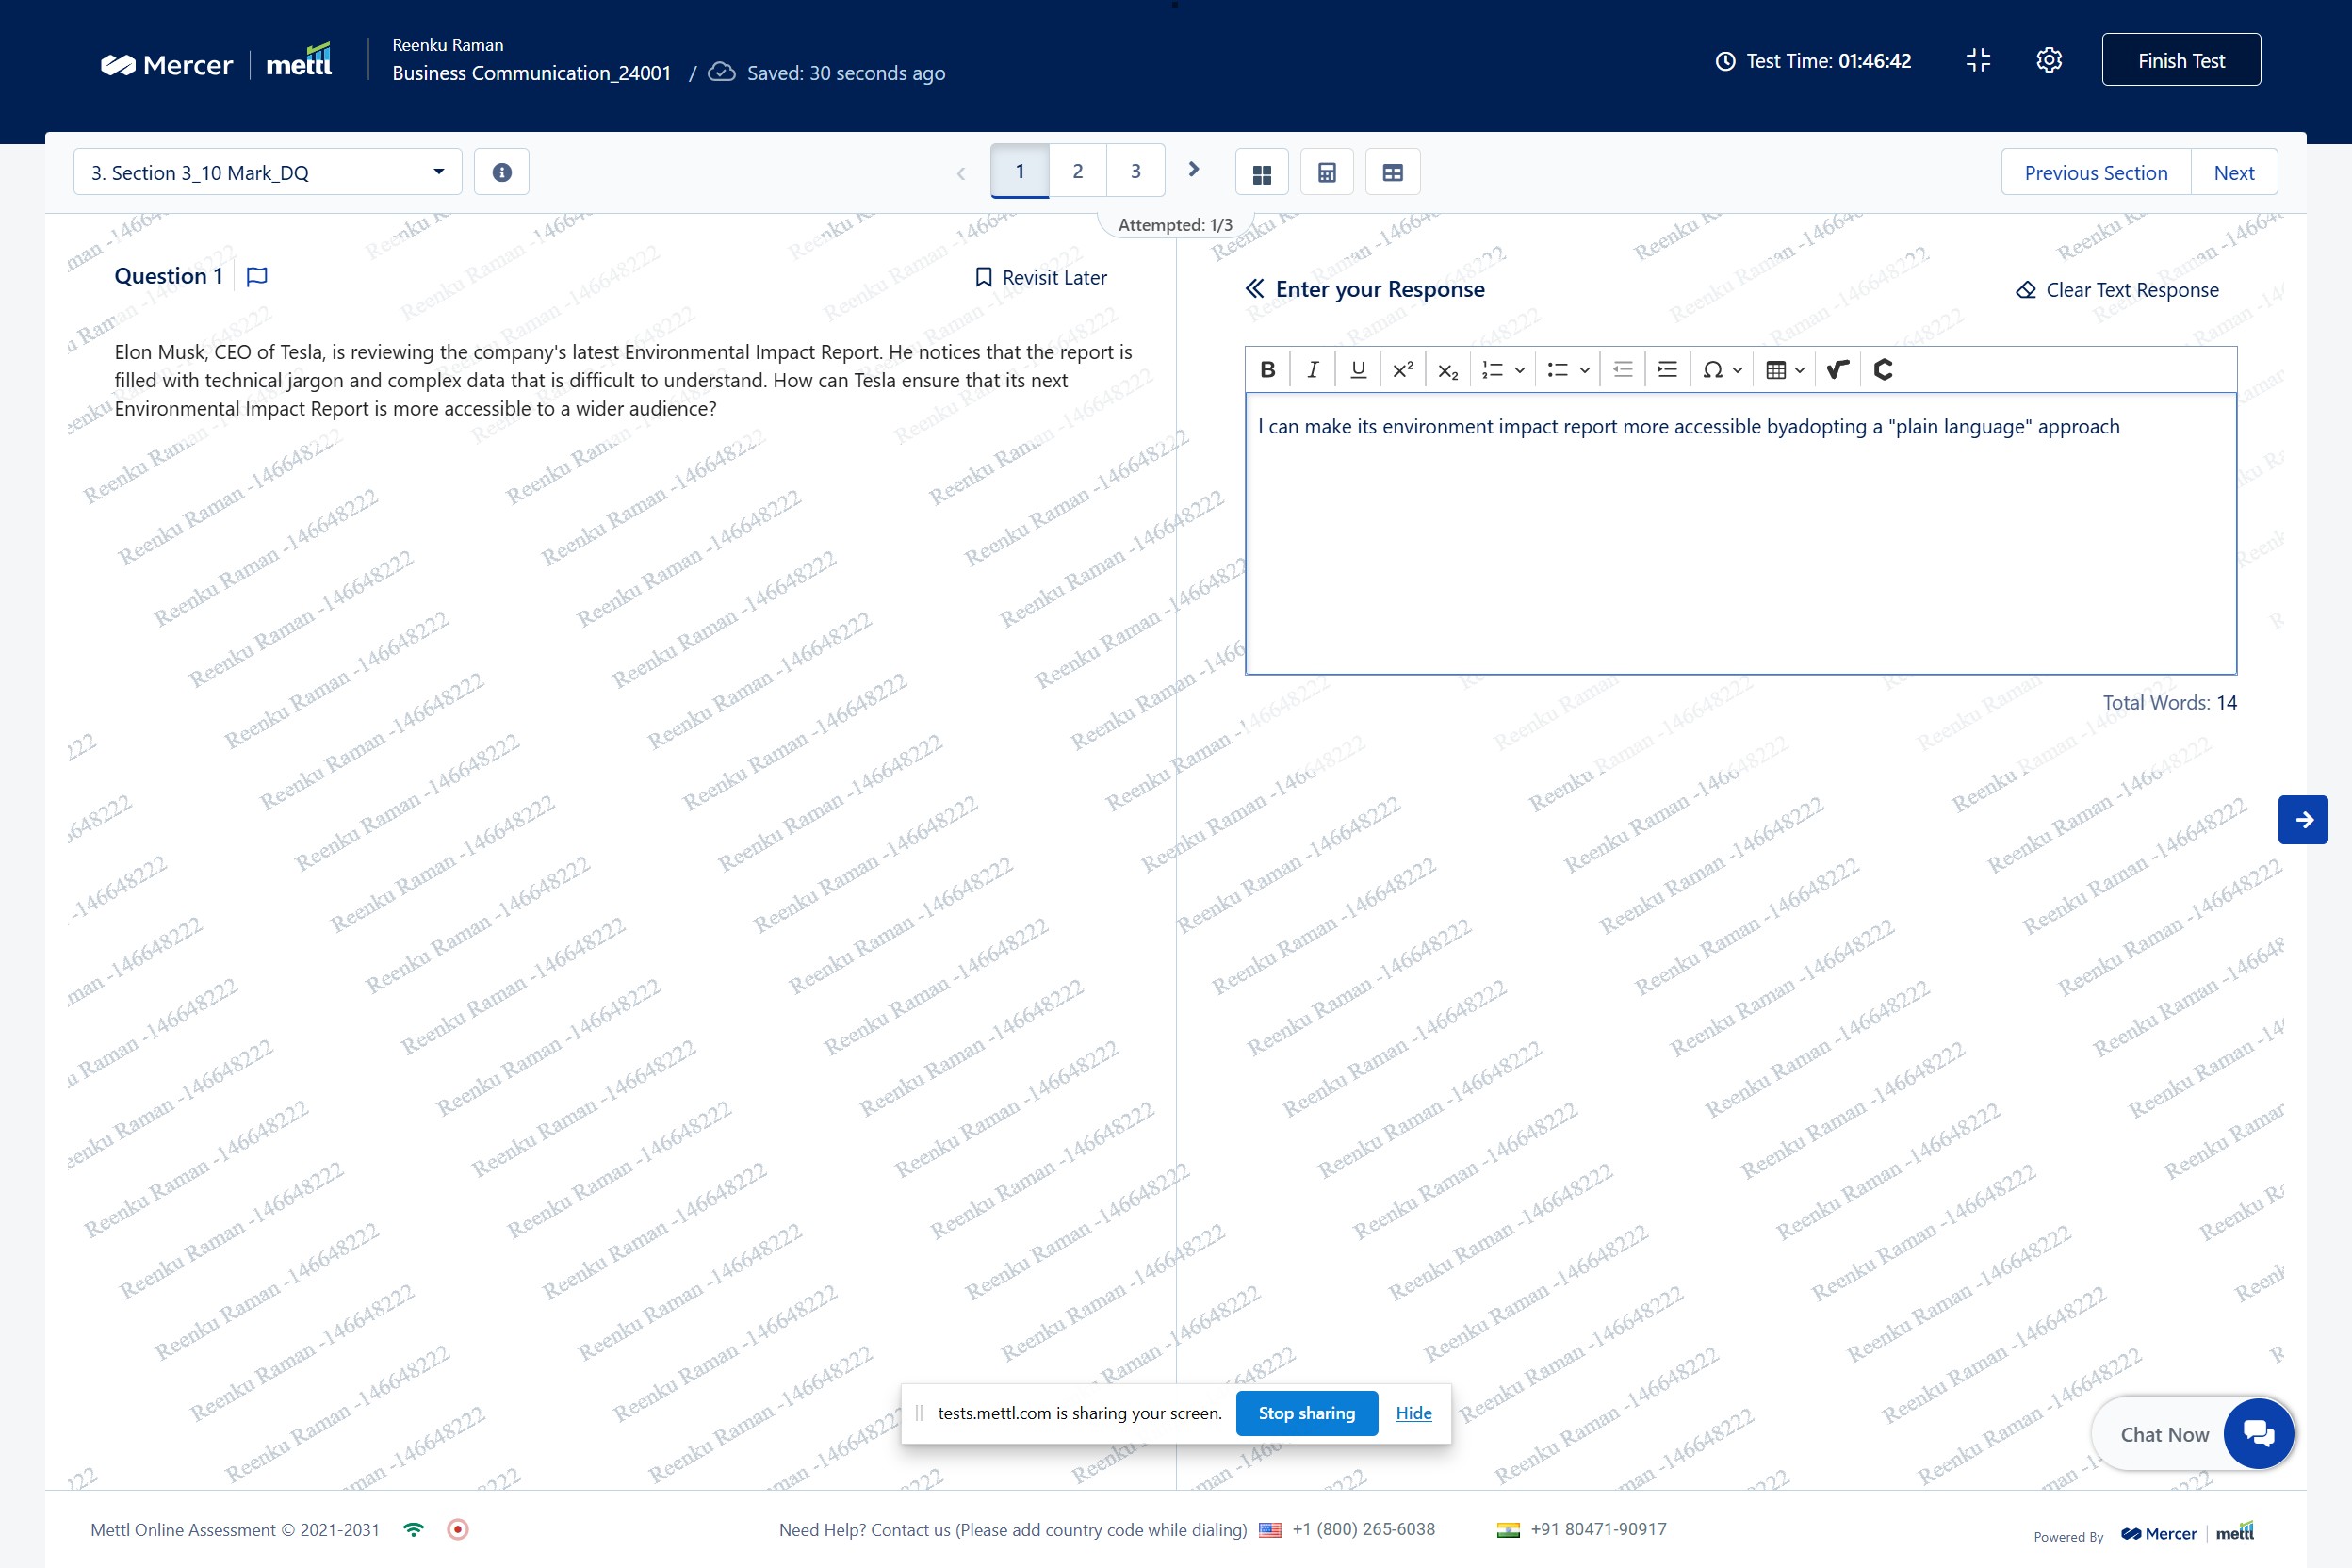 Mercer | mettl
Reenku Raman
Business Communication_24001 / Saved: 30 seconds ago
Test Time: 01:46:42
Finish Test
3. Section 3_10 Mark_DQ
1 2 3
Previous Section
Next
Attempted: 1/3
Question 1
Revisit Later
Elon Musk, CEO of Tesla, is reviewing the company's latest Environmental Impact Report. He notices that the report is
filled with technical jargon and complex data that is difficult to understand. How can Tesla ensure that its next
Environmental Impact Report is more accessible to a wider audience?
Enter your Response
Clear Text Response
B I U x² x₂ Ω
I can make its environment impact report more accessible byadopting a "plain language" approach
Total Words: 14
Reenku Raman -146648222
tests.mettl.com is sharing your screen.
Stop sharing
Hide
Chat Now
Mettl Online Assessment © 2021-2031
Need Help? Contact us (Please add country code while dialing) +1 (800) 265-6038 +91 80471-90917
Powered By Mercer | mettl